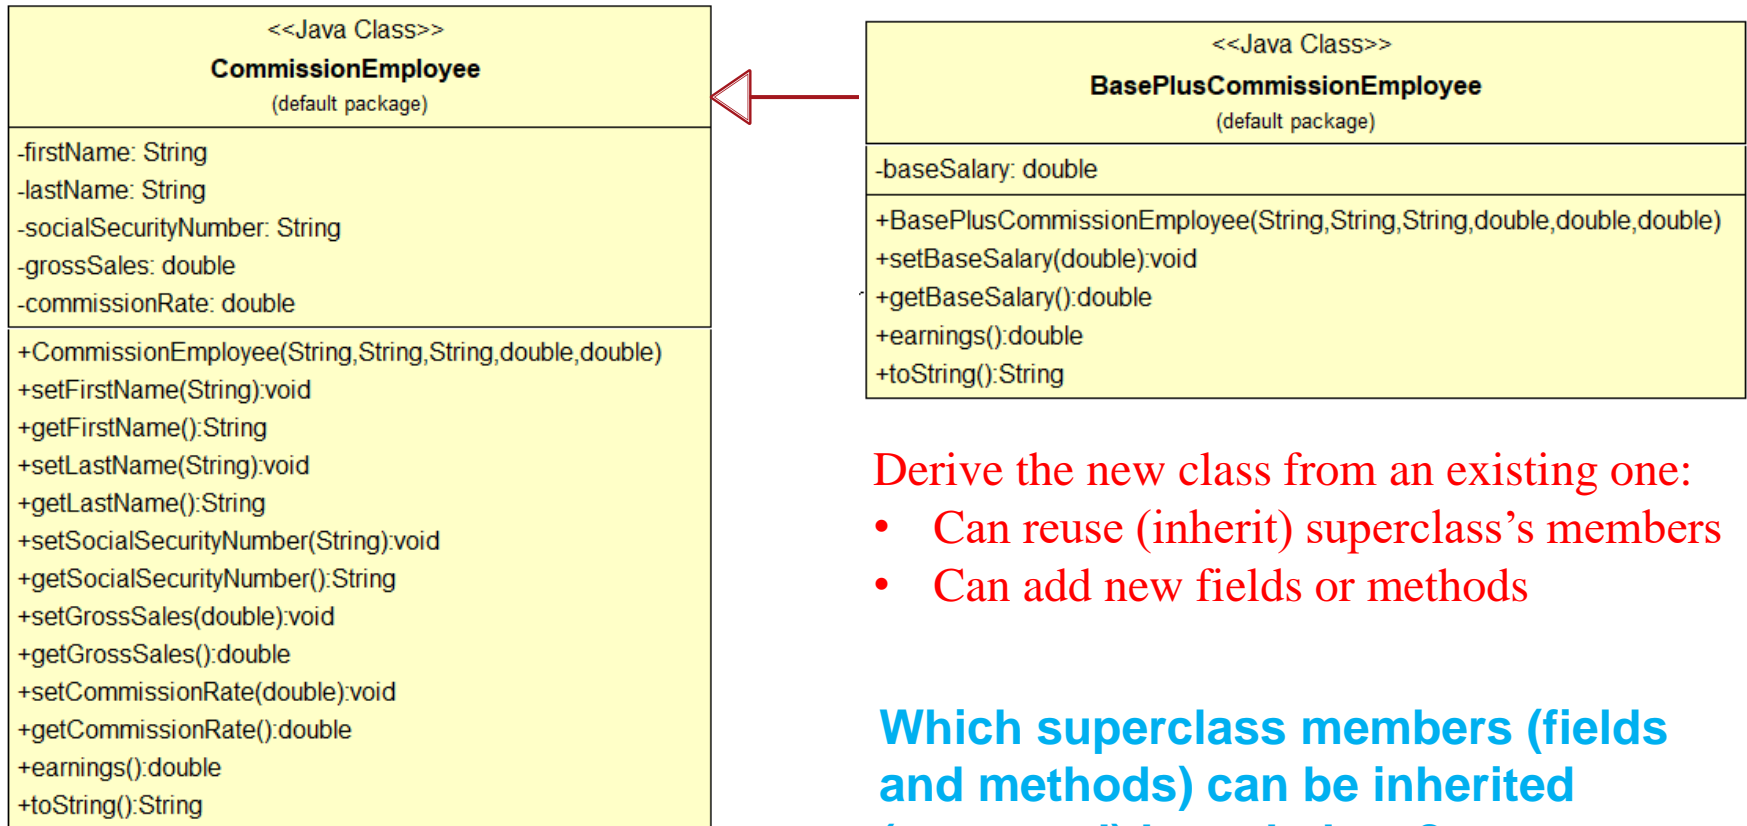 <<Java Class>>
CommissionEmployee
(default package)
-firstName: String
-lastName: String
-socialSecurityNumber: String
-grossSales: double
-commissionRate: double
+CommissionEmployee(String,String,String,double,double)
+setFirstName(String):void
+getFirstName():String
+setLastName(String):void
+getLastName():String
+setSocialSecurityNumber(String):void
+getSocialSecurityNumber():String
+setGrossSales(double):void
+getGrossSales():double
+setCommissionRate(double):void
+getCommissionRate():double
+earnings():double
+toString():String
<<Java Class>>
BasePlusCommissionEmployee
(default package)
-baseSalary: double
+BasePlusCommissionEmployee(String,String,String,double,double,double)
+setBaseSalary(double):void
+getBaseSalary():double
+earnings():double
+toString():String
Derive the new class from an existing one:
• Can reuse (inherit) superclass’s members
• Can add new fields or methods
Which superclass members (fields
and methods) can be inherited